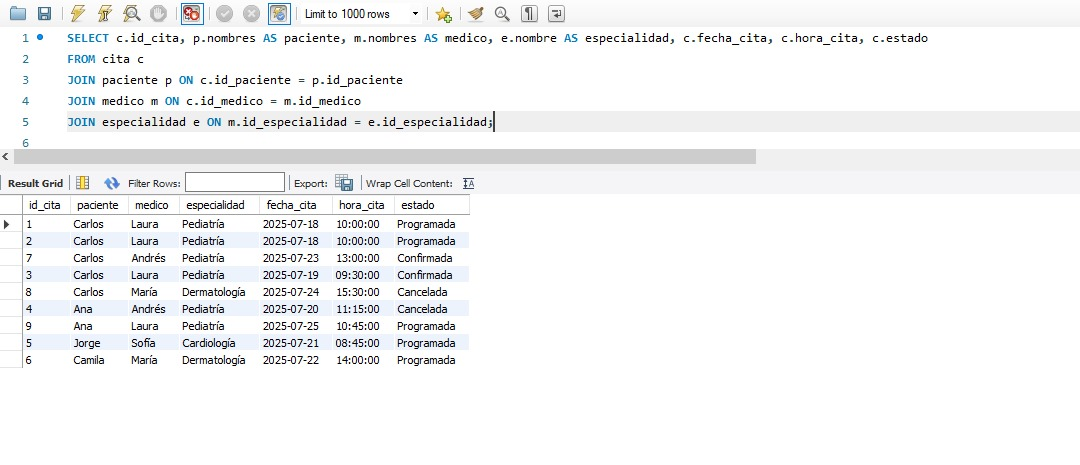 Limit to 1000 rows
1 SELECT c.id_cita, p.nombres AS paciente, m.nombres AS medico, e.nombre AS especialidad, c.fecha_cita, c.hora_cita, c.estado
2 FROM cita c
3 JOIN paciente p ON c.id_paciente = p.id_paciente
4 JOIN medico m ON c.id_medico = m.id_medico
5 JOIN especialidad e ON m.id_especialidad = e.id_especialidad;
6
Result Grid Filter Rows: Export: Wrap Cell Content: IA
id_cita paciente medico especialidad fecha_cita hora_cita estado
1 Carlos Laura Pediatría 2025-07-18 10:00:00 Programada
2 Carlos Laura Pediatría 2025-07-18 10:00:00 Programada
7 Carlos Andrés Pediatría 2025-07-23 13:00:00 Confirmada
3 Carlos Laura Pediatría 2025-07-19 09:30:00 Confirmada
8 Carlos María Dermatología 2025-07-24 15:30:00 Cancelada
4 Ana Andrés Pediatría 2025-07-20 11:15:00 Cancelada
9 Ana Laura Pediatría 2025-07-25 10:45:00 Programada
5 Jorge Sofía Cardiología 2025-07-21 08:45:00 Programada
6 Camila María Dermatología 2025-07-22 14:00:00 Programada